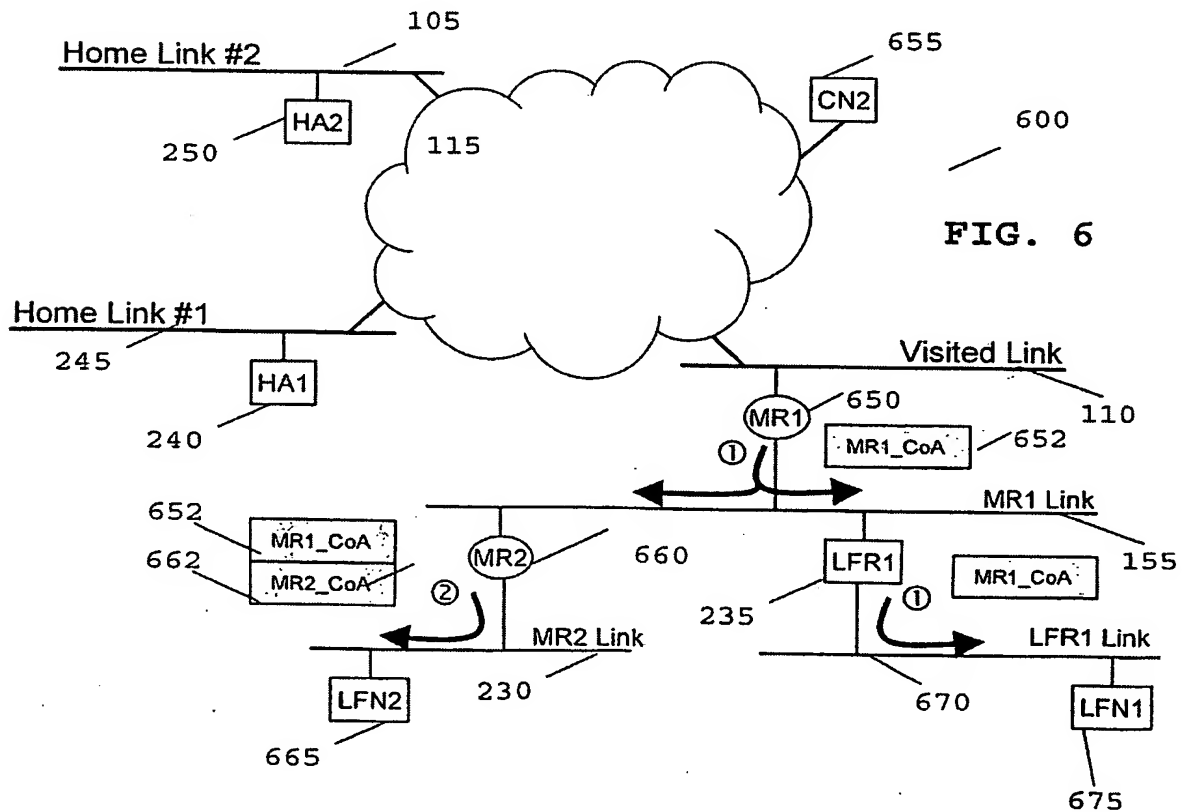 105
Home Link #2
655
CN2
HA2
600
250
115
FIG. 6
Home Link #1
Visited Link
245
HA1
650
110
MR1
240
652
①
MR1_CoA
MR1 Link
652
MR1_CoA
MR2
660
LFR1
155
662
MR2_CoA
MR1_CoA
②
235
①
MR2 Link
LFR1 Link
230
670
LFN2
LFN1
665
675